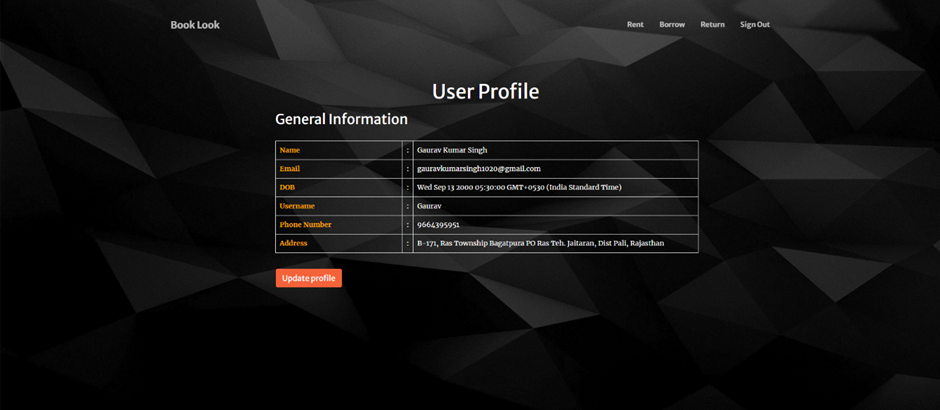 Book Look Rent Borrow Return Sign Out
User Profile
General Information
Name : Gaurav Kumar Singh
Email : gauravkumarsingh1020@gmail.com
DOB : Wed Sep 13 2000 05:30:00 GMT+0530 (India Standard Time)
Username : Gaurav
Phone Number : 9664395951
Address : B-171, Ras Township Bagatpura PO Ras Teh. Jaitaran, Dist Pali, Rajasthan
Update profile